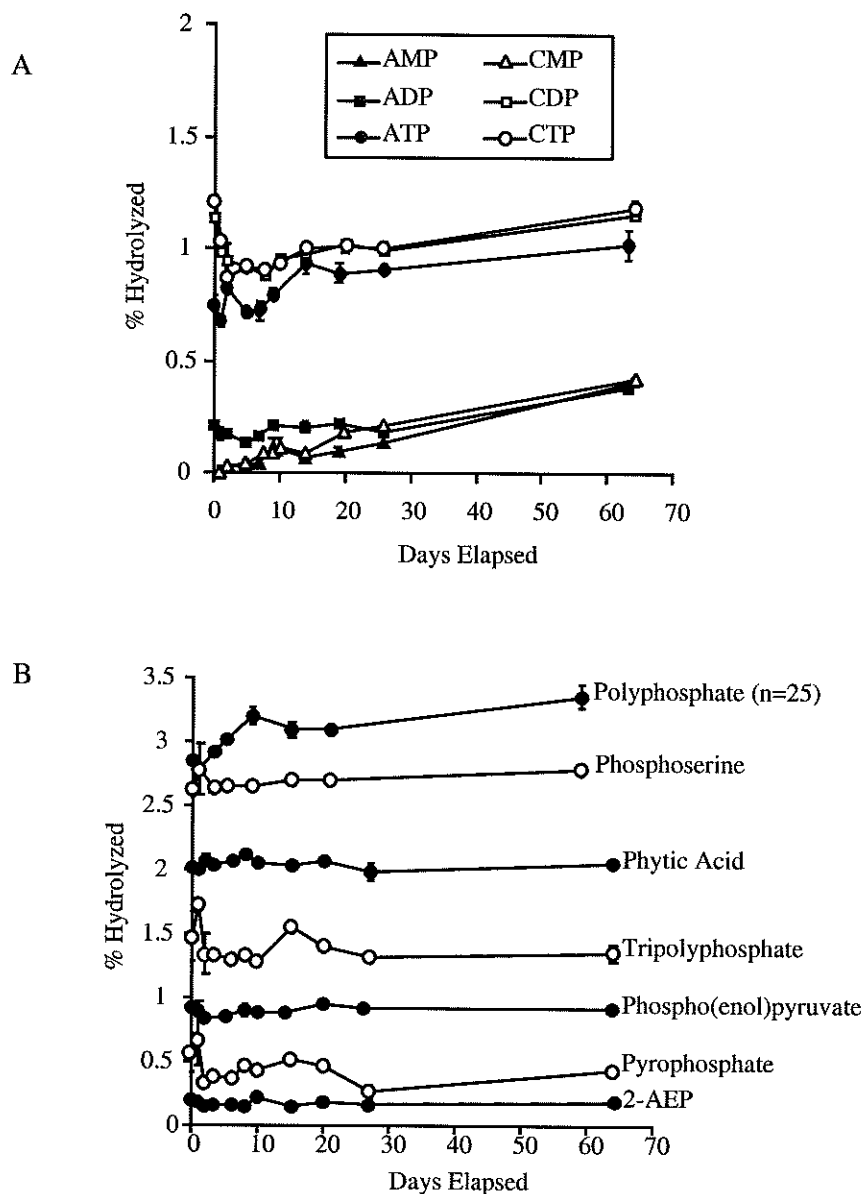 A
2
1.5
1
0.5
0
% Hydrolyzed
AMP CMP
ADP CDP
ATP CTP
0 10 20 30 40 50 60 70
Days Elapsed
B
3.5
3
2.5
2
1.5
1
0.5
0
% Hydrolyzed
Polyphosphate (n=25)
Phosphoserine
Phytic Acid
Tripolyphosphate
Phospho(enol)pyruvate
Pyrophosphate
2-AEP
0 10 20 30 40 50 60 70
Days Elapsed